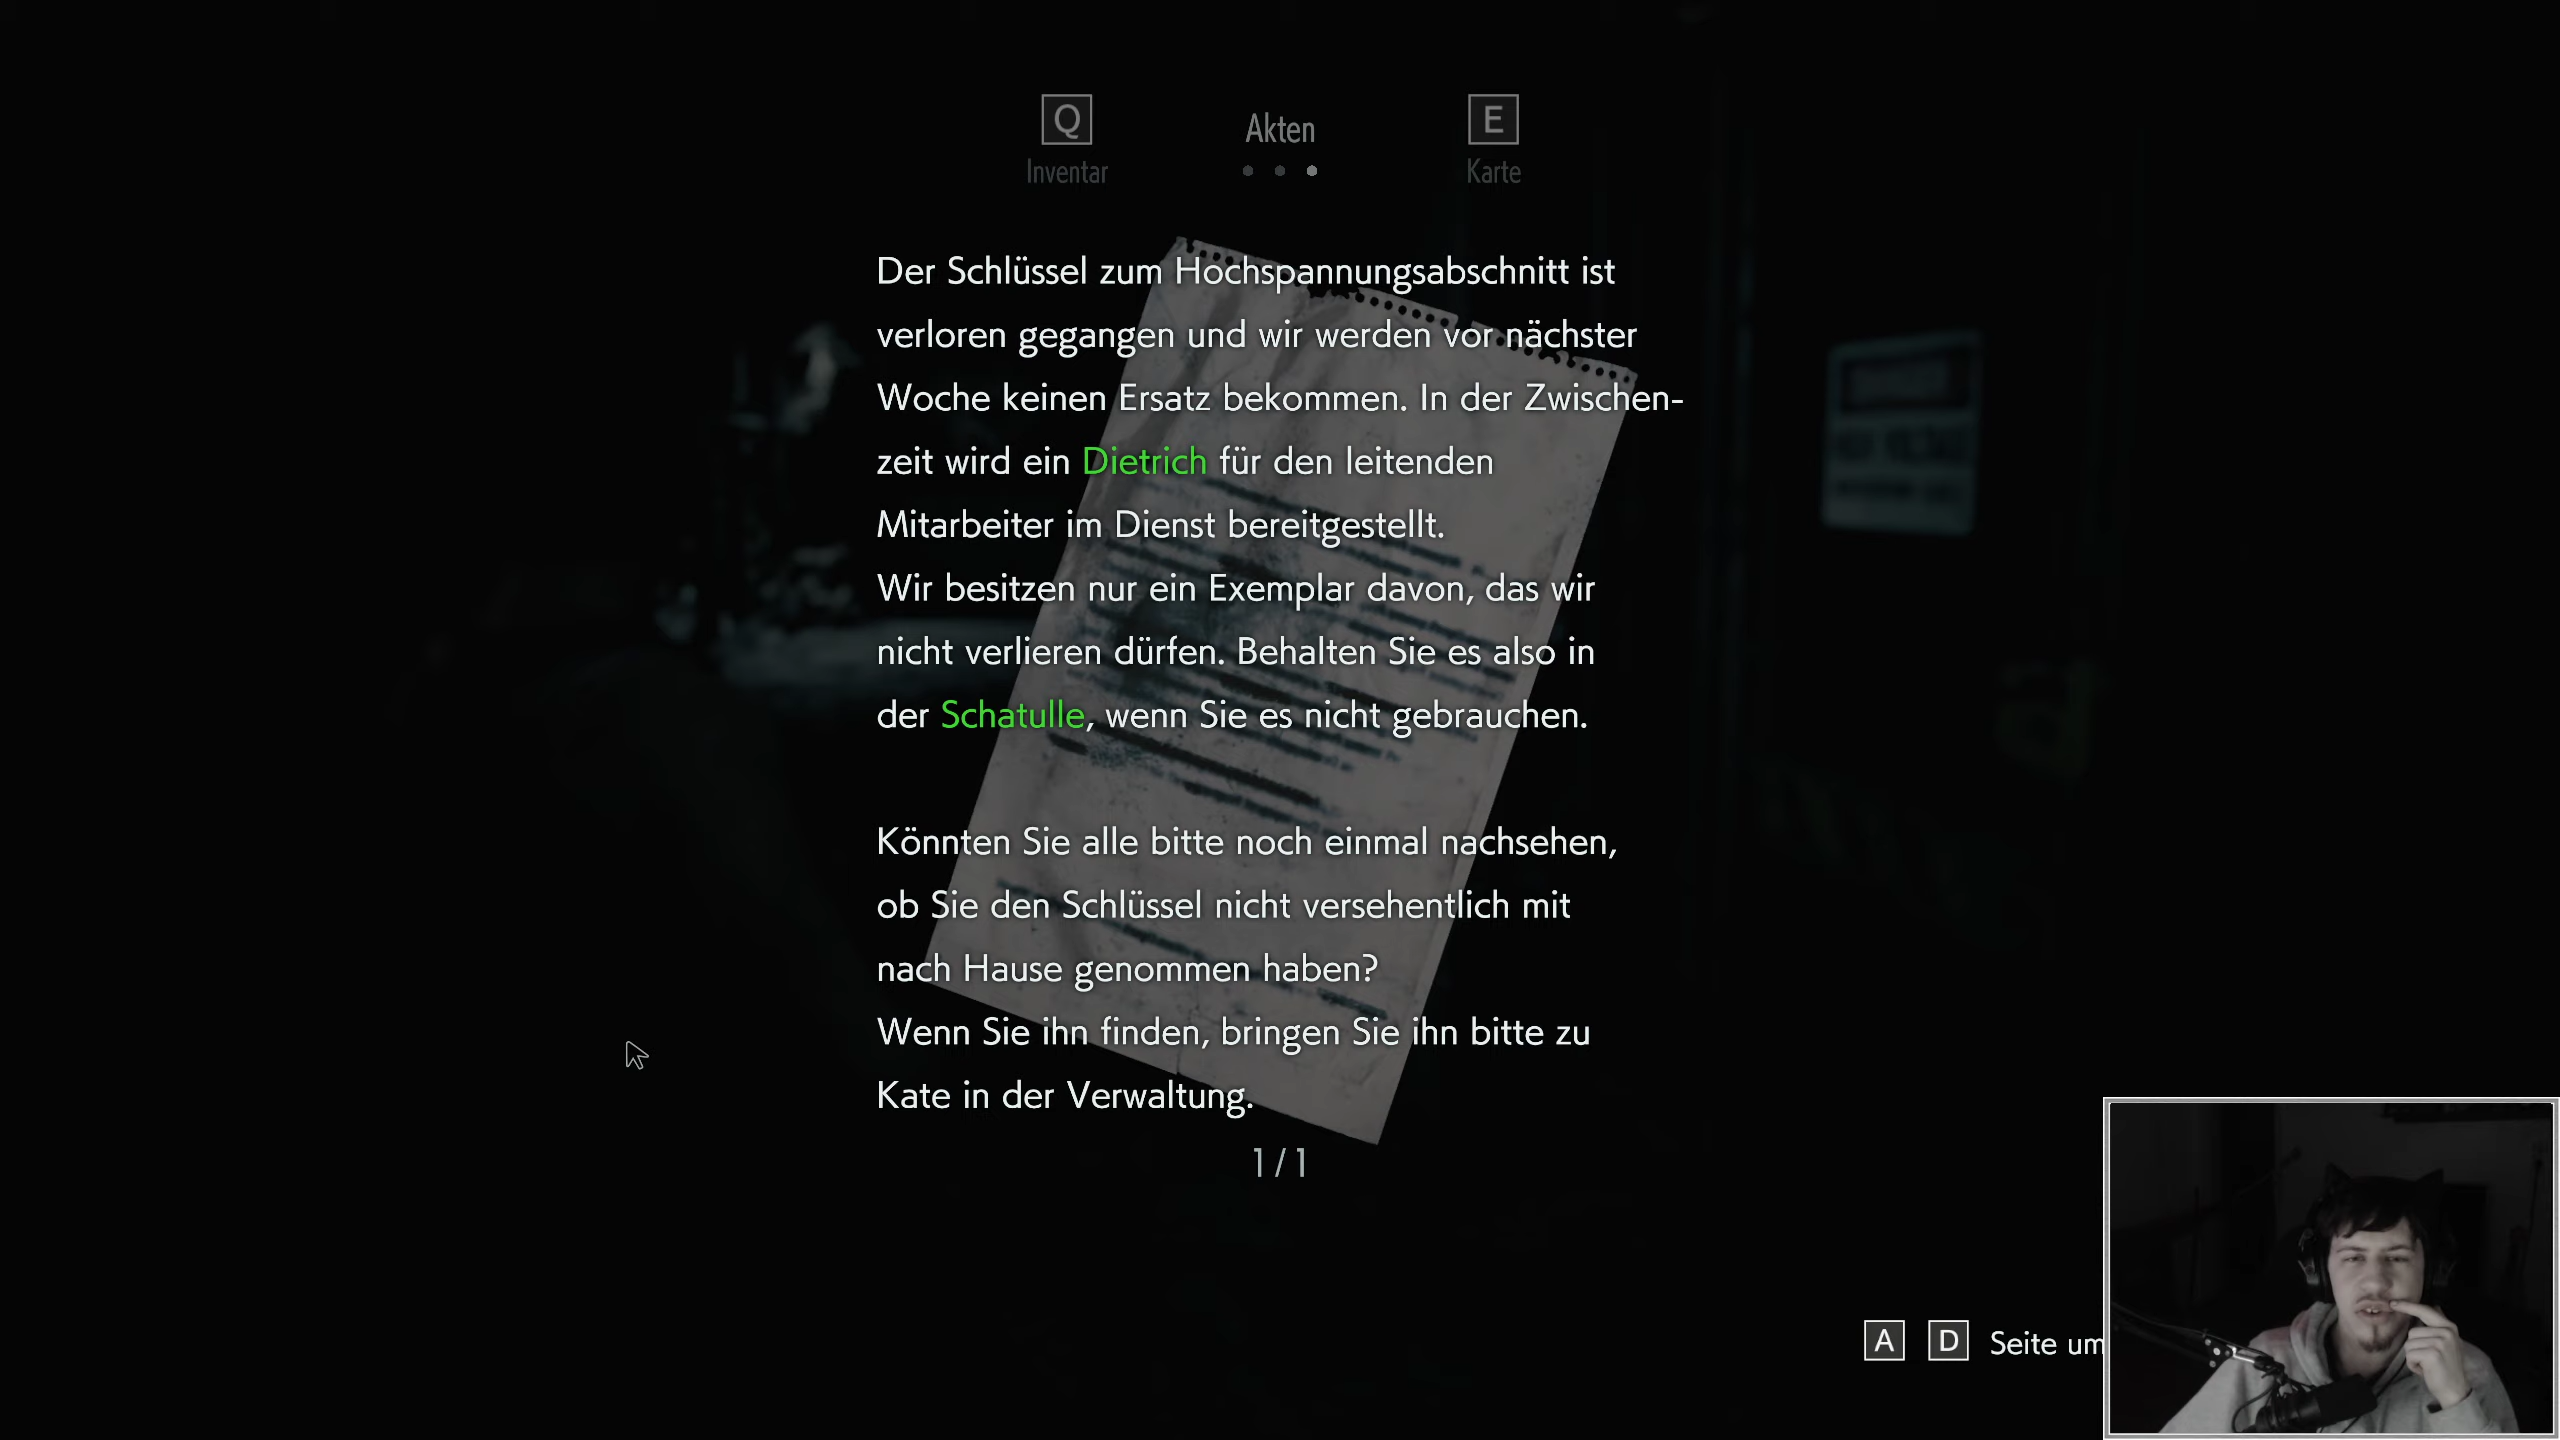 Q
Inventar
Akten
E
Karte
Der Schlüssel zum Hochspannungsabschnitt ist
verloren gegangen und wir werden vor nächster
Woche keinen Ersatz bekommen. In der Zwischen-
zeit wird ein Dietrich für den leitenden
Mitarbeiter im Dienst bereitgestellt.
Wir besitzen nur ein Exemplar davon, das wir
nicht verlieren dürfen. Behalten Sie es also in
der Schatulle, wenn Sie es nicht gebrauchen.
Könnten Sie alle bitte noch einmal nachsehen,
ob Sie den Schlüssel nicht versehentlich mit
nach Hause genommen haben?
Wenn Sie ihn finden, bringen Sie ihn bitte zu
Kate in der Verwaltung.
1/1
A D Seite um